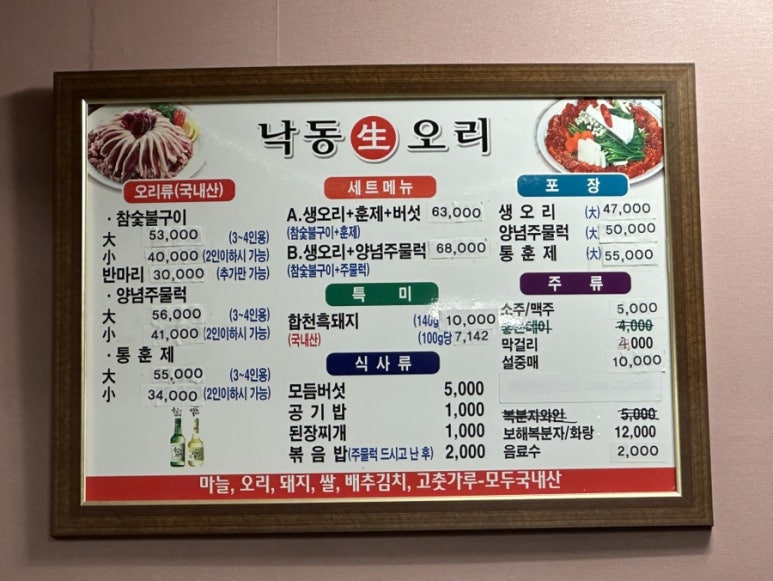 낙동 生 오리
오리류(국내산)
· 참숯불구이
大 53,000 (3~4인용)
小 40,000 (2인이하시 가능)
반마리 30,000 (추가만 가능)
· 양념주물럭
大 56,000 (3~4인용)
小 41,000 (2인이하시 가능)
· 통 훈 제
大 55,000 (3~4인용)
小 34,000 (2인이하시 가능)
세트메뉴
A.생오리+훈제+버섯 63,000
(참숯불구이+훈제)
B.생오리+양념주물럭 68,000
(참숯불구이+주물럭)
특 미
합천흑돼지 (140g 10,000
(국내산) (100g당 7,142
식 사 류
모듬버섯 5,000
공 기 밥 1,000
된장찌개 1,000
볶 음 밥(주물럭 드시고 난 후) 2,000
포 장
생 오 리 (大) 47,000
양념주물럭 (大) 50,000
통 훈 제 (大) 55,000
주 류
소주/맥주 5,000
좋은데이 4,000
막걸리 4,000
설중매 10,000
복분자와인 5,000
보해복분자/화랑 12,000
음료수 2,000
마늘, 오리, 돼지, 쌀, 배추김치, 고춧가루-모두국내산